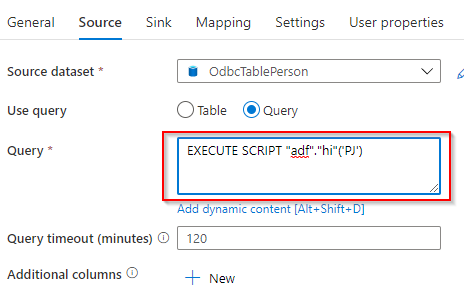 General Source Sink Mapping Settings User properties
Source dataset * OdbcTablePerson
Use query Table Query
Query * EXECUTE SCRIPT "adf"."hi"('PJ')
Add dynamic content [Alt+Shift+D]
Query timeout (minutes) 120
Additional columns New